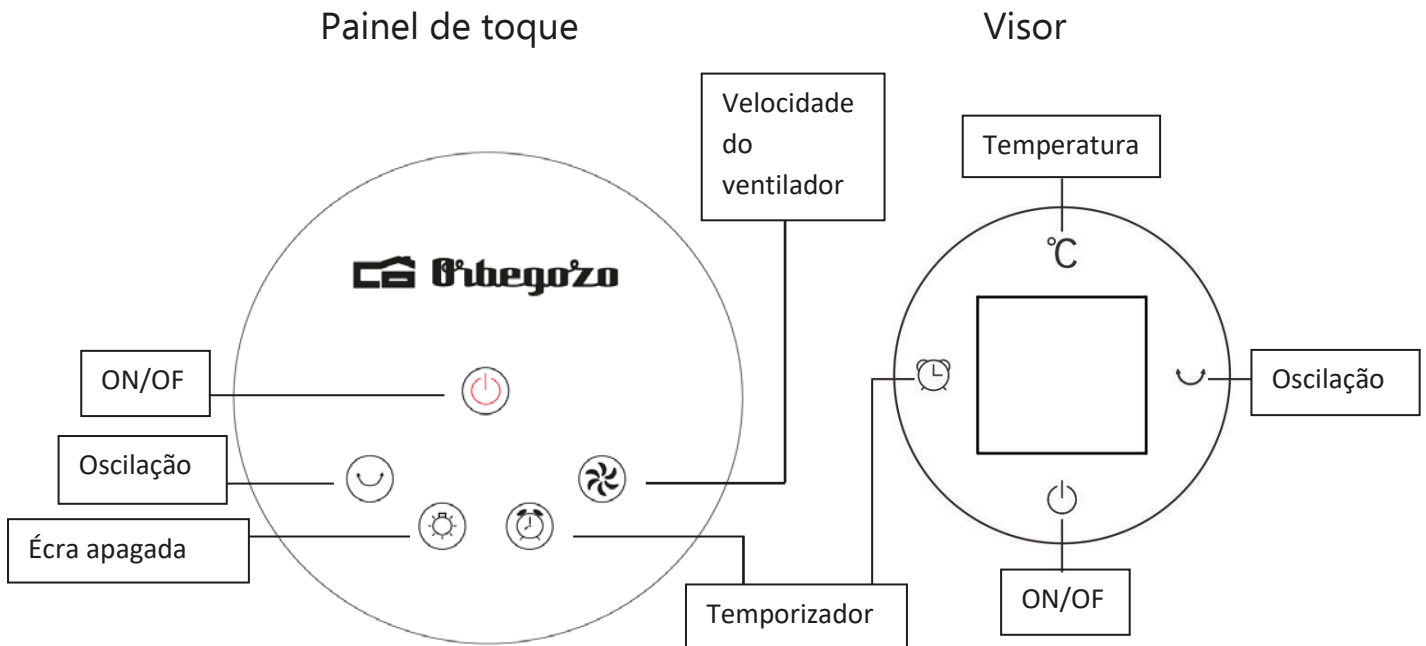 Painel de toque
Visor
Velocidade
do
ventilador
Temperatura
°C
Orbegozo
ON/OF
Oscilação
Oscilação
Écra apagada
Temporizador
ON/OF